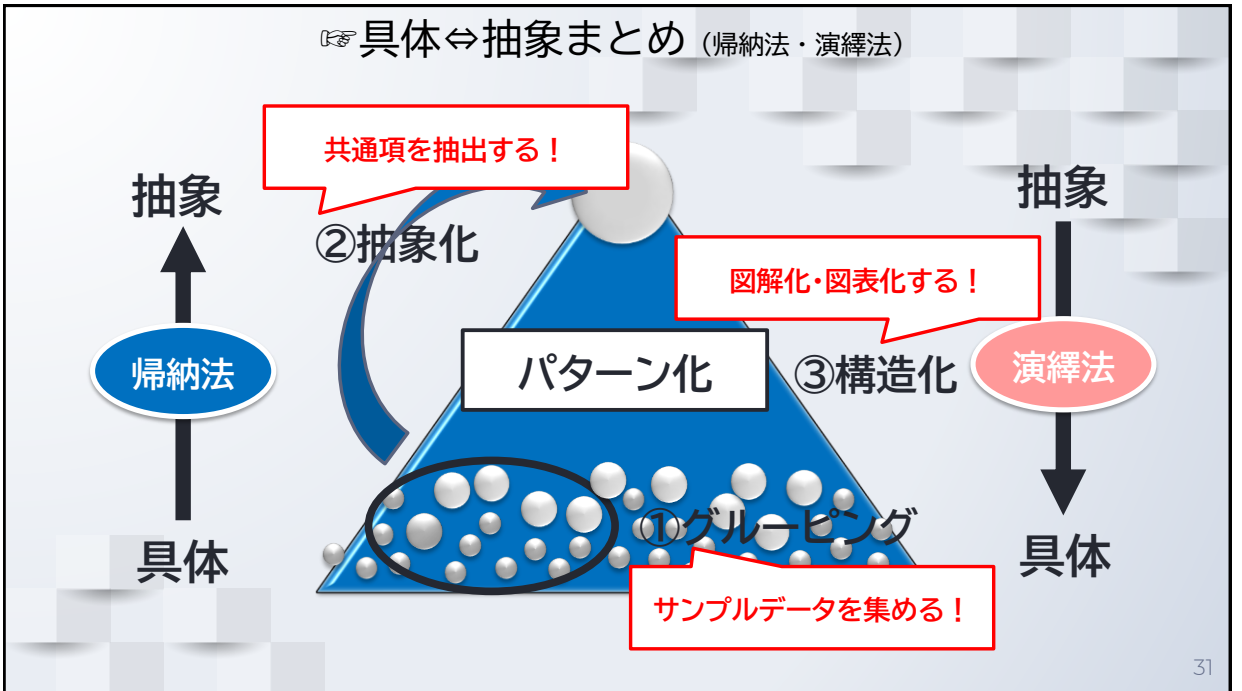 ☞具体⇔抽象まとめ（帰納法・演繹法）
共通項を抽出する！
抽象
②抽象化
抽象
図解化・図表化する！
帰納法
パターン化
③構造化
演繹法
①グルーピング
具体
具体
サンプルデータを集める！
31